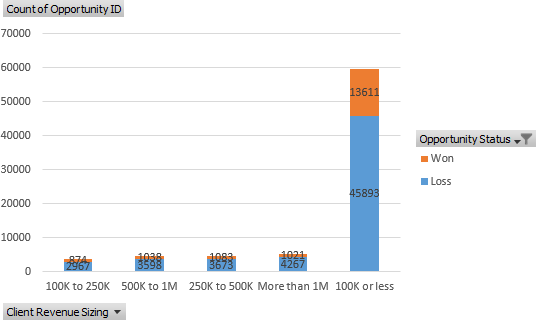 Count of Opportunity ID
70000
60000
50000
40000
30000
20000
10000
0
13611
45893
874
2967
1038
3598
1083
3673
1021
4267
100K to 250K
500K to 1M
250K to 500K
More than 1M
100K or less
Opportunity Status
Won
Loss
Client Revenue Sizing